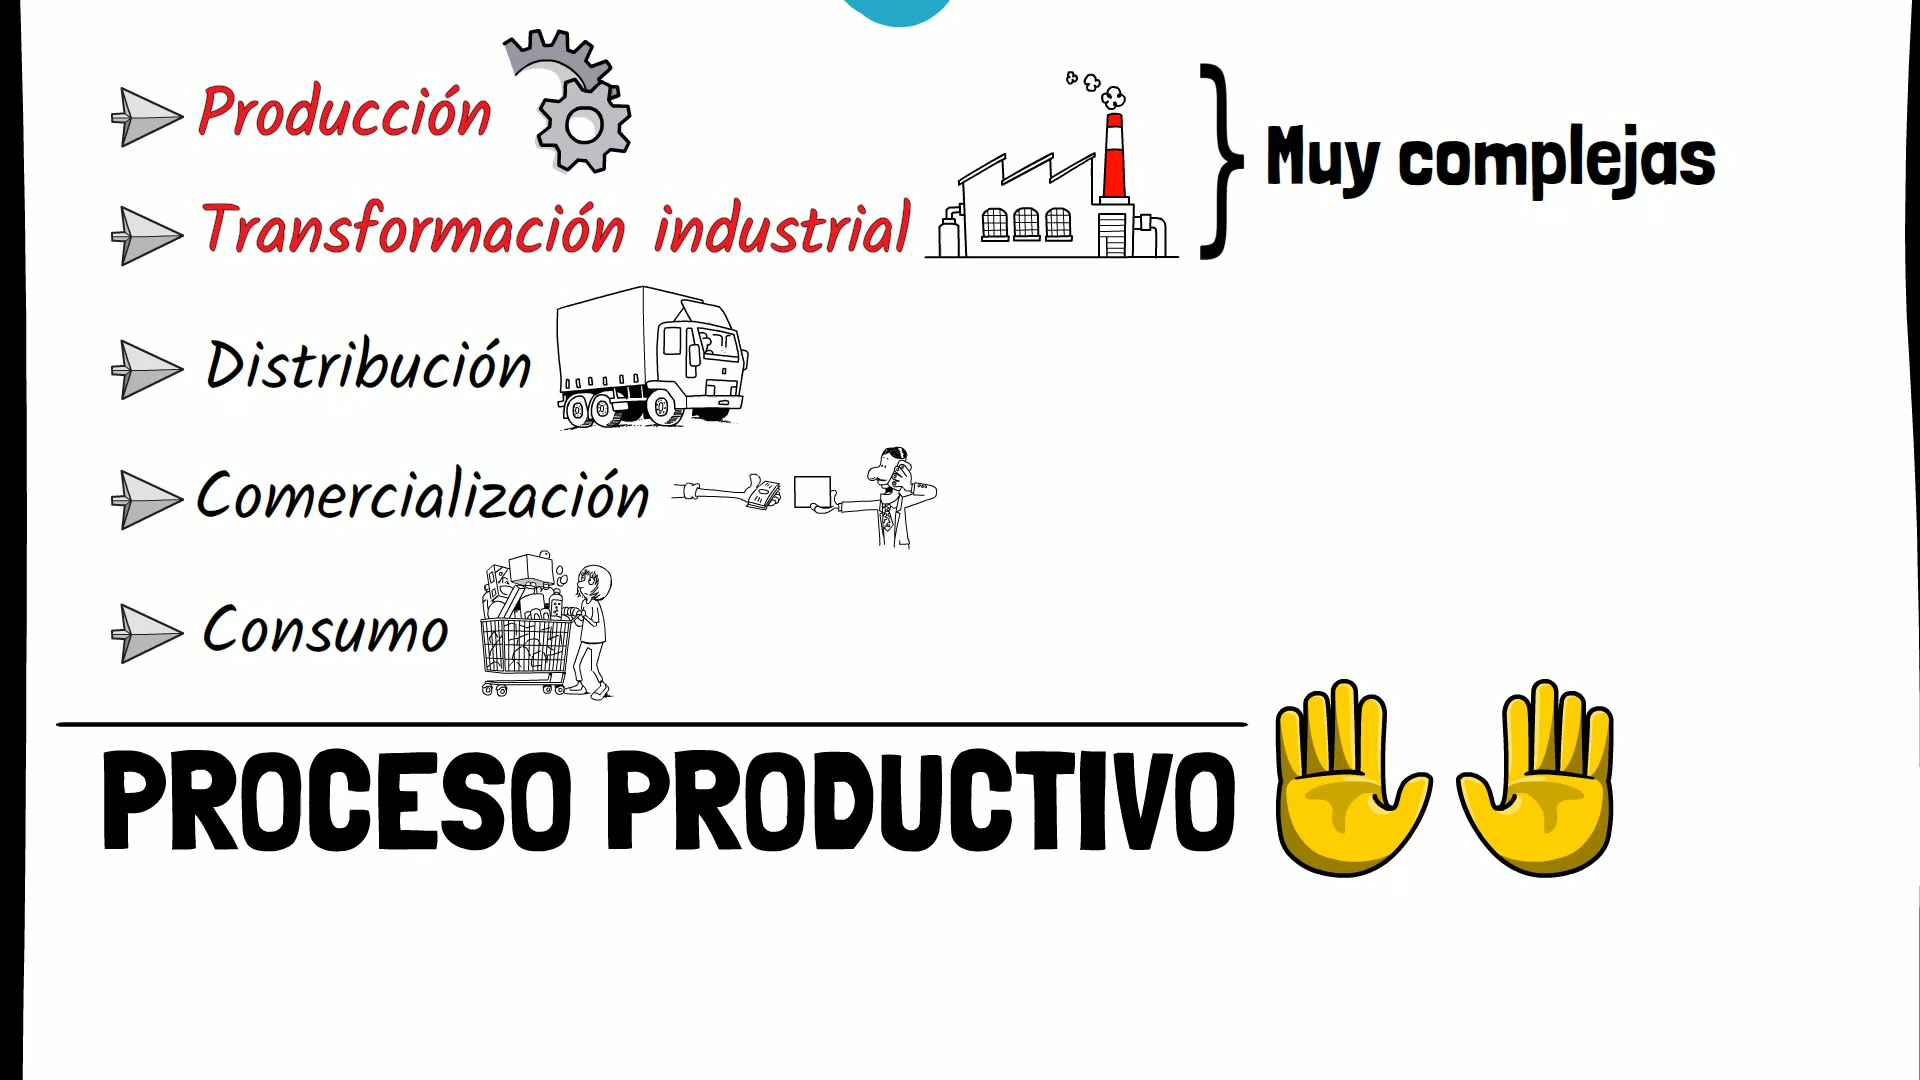 Producción
Transformación industrial
Muy complejas
Distribución
Comercialización
Consumo
PROCESO PRODUCTIVO